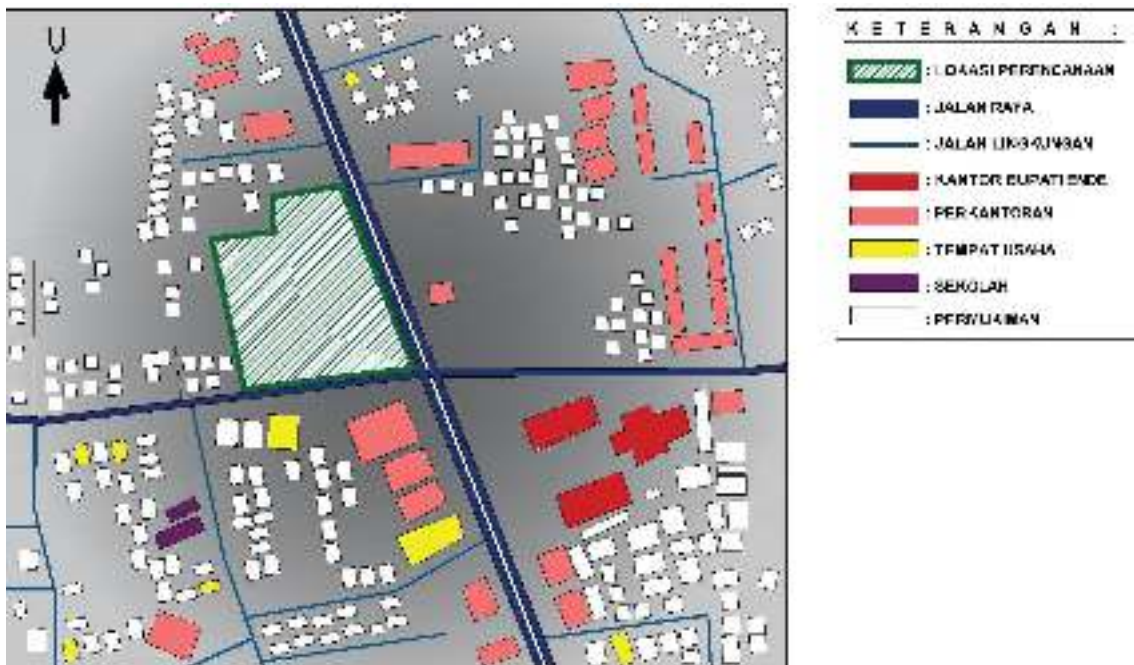 U
K E T E R A N G A N :
: LOKASI PERENCANAAN
: JALAN RAYA
: JALAN LINGKUNGAN
: KANTOR BUPATI ENDE
: PERKANTORAN
: TEMPAT USAHA
: SEKOLAH
: PERMUKIMAN